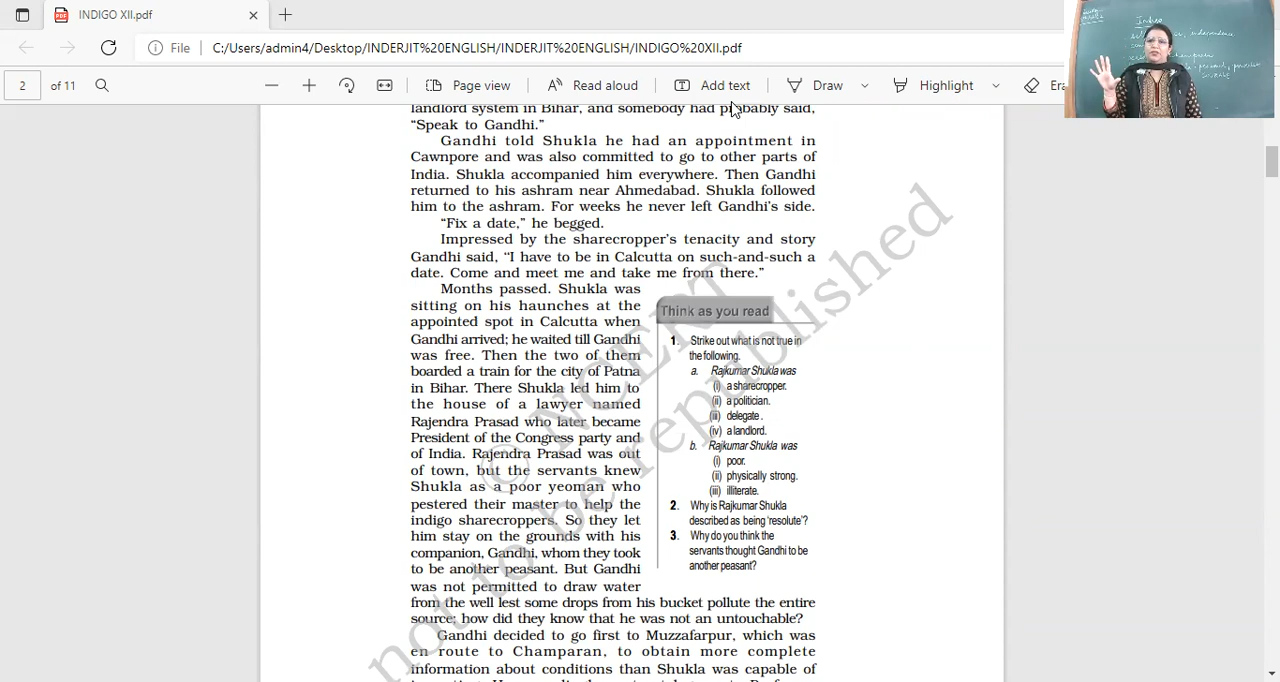 INDIGO XII.pdf
File
C:/Users/admin4/Desktop/INDERJIT%20ENGLISH/INDERJIT%20ENGLISH/INDIGO%20XII.pdf
2 of 11
Page view
Read aloud
Add text
Draw
Highlight
Indigo
independence
landlord system in Bihar, and somebody had probably said,
“Speak to Gandhi.”
Gandhi told Shukla he had an appointment in
Cawnpore and was also committed to go to other parts of
India. Shukla accompanied him everywhere. Then Gandhi
returned to his ashram near Ahmedabad. Shukla followed
him to the ashram. For weeks he never left Gandhi’s side.
“Fix a date,” he begged.
Impressed by the sharecropper’s tenacity and story
Gandhi said, “I have to be in Calcutta on such-and-such a
date. Come and meet me and take me from there.”
Months passed. Shukla was
sitting on his haunches at the
appointed spot in Calcutta when
Gandhi arrived; he waited till Gandhi
was free. Then the two of them
boarded a train for the city of Patna
in Bihar. There Shukla led him to
the house of a lawyer named
Rajendra Prasad who later became
President of the Congress party and
of India. Rajendra Prasad was out
of town, but the servants knew
Shukla as a poor yeoman who
pestered their master to help the
indigo sharecroppers. So they let
him stay on the grounds with his
companion, Gandhi, whom they took
to be another peasant. But Gandhi
was not permitted to draw water
from the well lest some drops from his bucket pollute the entire
source; how did they know that he was not an untouchable?
Gandhi decided to go first to Muzzafarpur, which was
en route to Champaran, to obtain more complete
information about conditions than Shukla was capable of
Think as you read
1. Strike out what is not true in
the following.
a. Rajkumar Shukla was
(i) a sharecropper.
(ii) a politician.
(iii) delegate.
(iv) a landlord.
b. Rajkumar Shukla was
(i) poor.
(ii) physically strong.
(iii) illiterate.
2. Why is Rajkumar Shukla
described as being ‘resolute’?
3. Why do you think the
servants thought Gandhi to be
another peasant?
© NCERT
not to be republished